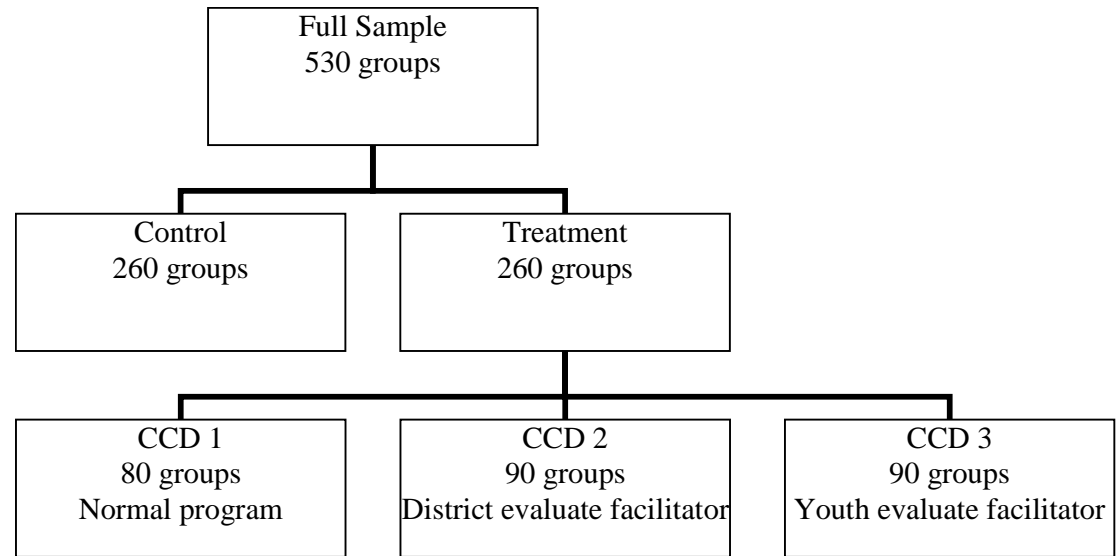 Full Sample
530 groups
Control
260 groups
Treatment
260 groups
CCD 1
80 groups
Normal program
CCD 2
90 groups
District evaluate facilitator
CCD 3
90 groups
Youth evaluate facilitator